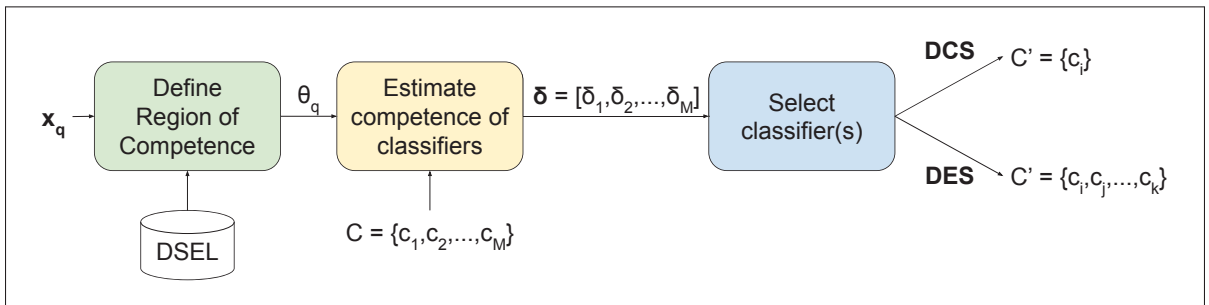 x_q
Define
Region of
Competence
DSEL
θ_q
Estimate
competence of
classifiers
C = {c_1,c_2,...,c_M}
δ = [δ_1,δ_2,...,δ_M]
Select
classifier(s)
DCS
C' = {c_i}
DES
C' = {c_i,c_j,...,c_k}